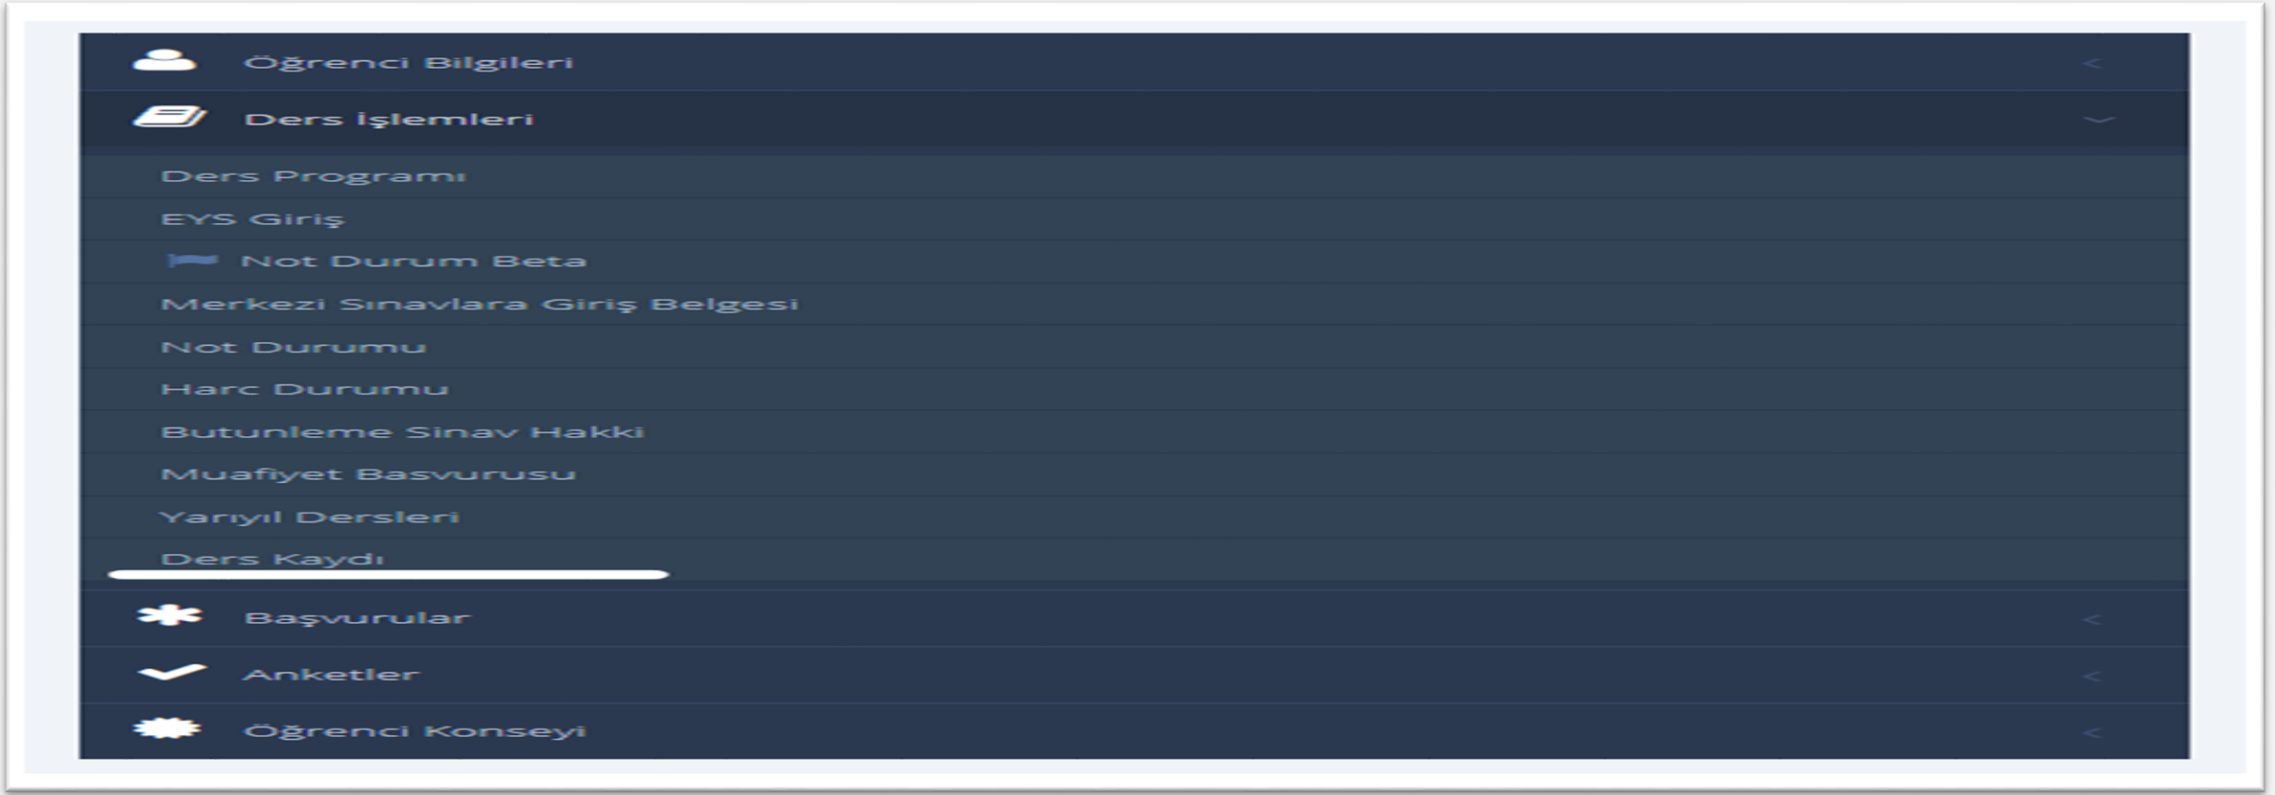 Öğrenci Bilgileri
Ders İşlemleri
Ders Programı
EYS Giriş
Not Durum Beta
Merkezi Sınavlara Giriş Belgesi
Not Durumu
Harc Durumu
Butunleme Sinav Hakki
Muafiyet Basvurusu
Yarıyıl Dersleri
Ders Kaydı
Başvurular
Anketler
Öğrenci Konseyi